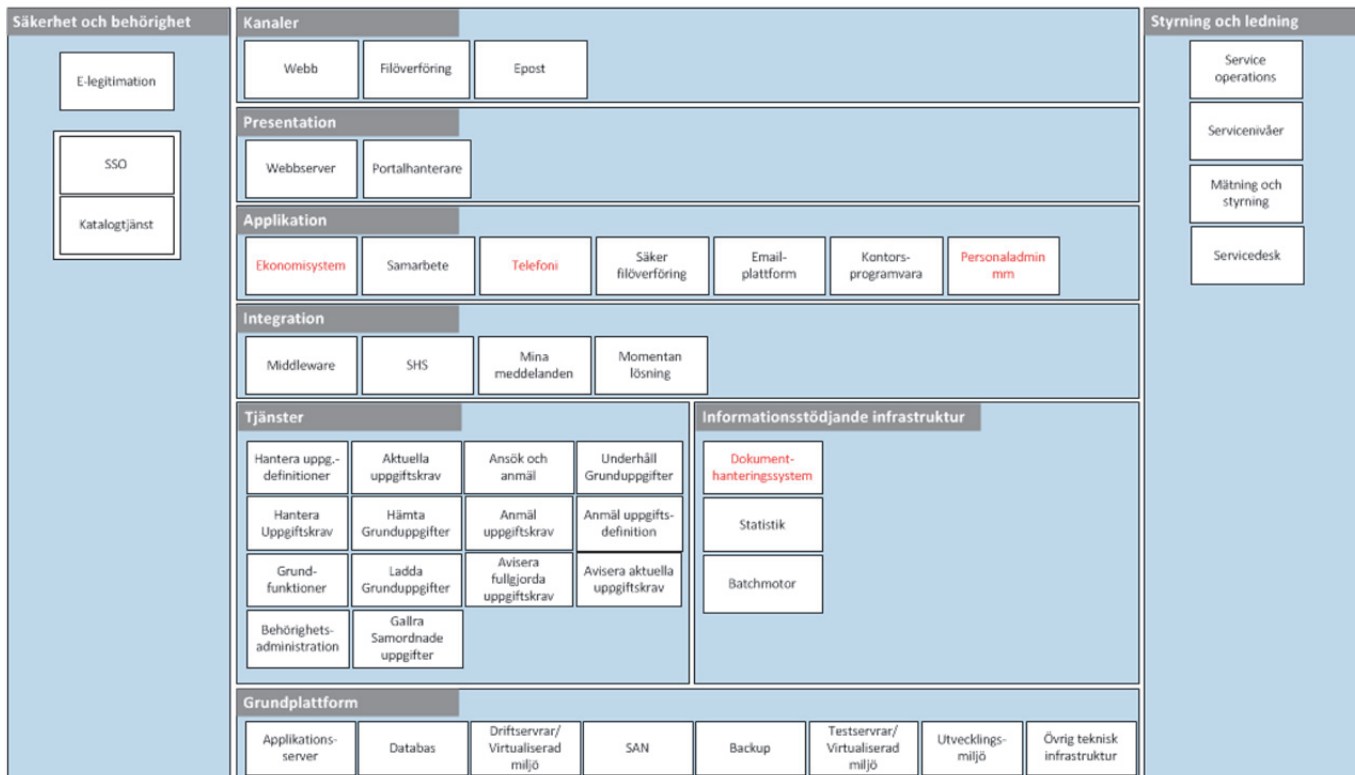 Säkerhet och behörighet
E-legitimation
SSO
Katalogtjänst
Kanaler
Webb
Filöverföring
Epost
Presentation
Webbserver
Portalhanterare
Applikation
Ekonomisystem
Samarbete
Telefoni
Säker
filöverföring
Email-
plattform
Kontors-
programvara
Personaladmin
mm
Integration
Middleware
SHS
Mina
meddelanden
Momentan
lösning
Tjänster
Hantera uppg.-
definitioner
Aktuella
uppgiftskrav
Ansök och
anmäl
Underhåll
Grunduppgifter
Hantera
Uppgiftskrav
Hämta
Grunduppgifter
Anmäl
uppgiftskrav
Anmäl uppgifts-
definition
Grund-
funktioner
Ladda
Grunduppgifter
Avisera
fullgjorda
uppgiftskrav
Avisera aktuella
uppgiftskrav
Behörighets-
administration
Gallra
Samordnade
uppgifter
Informationsstödjande infrastruktur
Dokument-
hanteringssystem
Statistik
Batchmotor
Grundplattform
Applikations-
server
Databas
Driftservrar/
Virtualiserad
miljö
SAN
Backup
Testservrar/
Virtualiserad
miljö
Utvecklings-
miljö
Övrig teknisk
infrastruktur
Styrning och ledning
Service
operations
Servicenivåer
Mätning och
styrning
Servicedesk